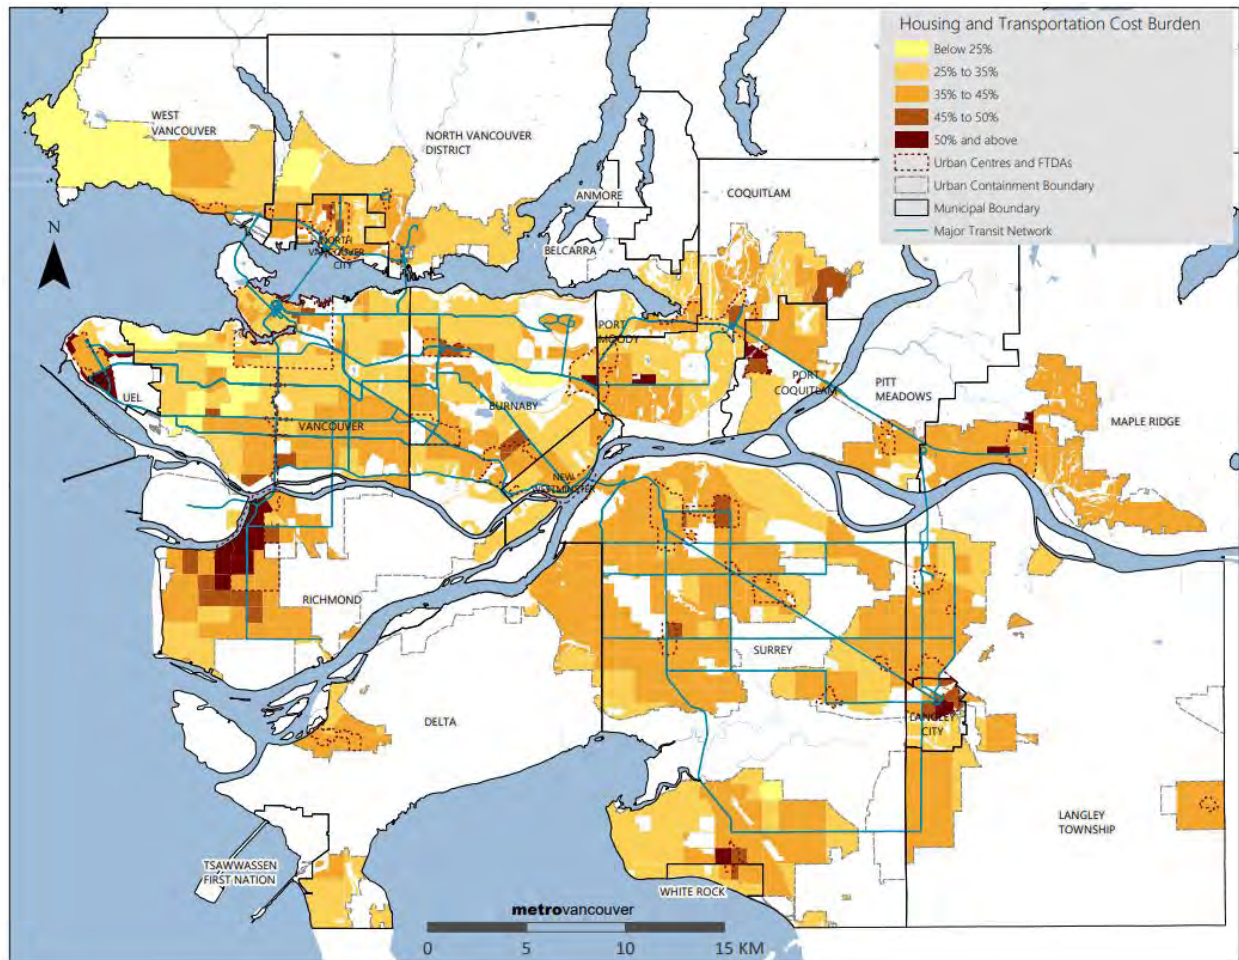 Housing and Transportation Cost Burden
Below 25%
25% to 35%
35% to 45%
45% to 50%
50% and above
Urban Centres and FTDAs
Urban Containment Boundary
Municipal Boundary
Major Transit Network
WEST
VANCOUVER
NORTH VANCOUVER
DISTRICT
ANMORE
COQUITLAM
N
NORTH
VANCOUVER
CITY
BELCARRA
PORT
MOODY
UEL
VANCOUVER
BURNABY
PORT
COQUITLAM
PITT
MEADOWS
MAPLE RIDGE
NEW
WESTMINSTER
RICHMOND
SURREY
DELTA
LANGLEY
CITY
LANGLEY
TOWNSHIP
TSAWWASSEN
FIRST NATION
WHITE ROCK
metrovancouver
0 5 10 15 KM